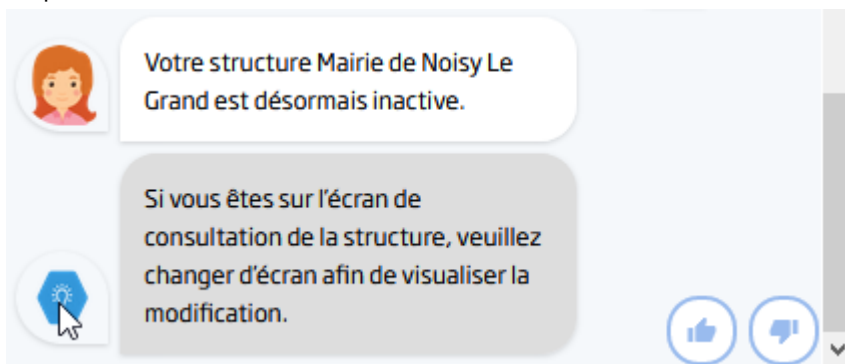 Votre structure Mairie de Noisy Le
Grand est désormais inactive.
Si vous êtes sur l'écran de
consultation de la structure, veuillez
changer d'écran afin de visualiser la
modification.